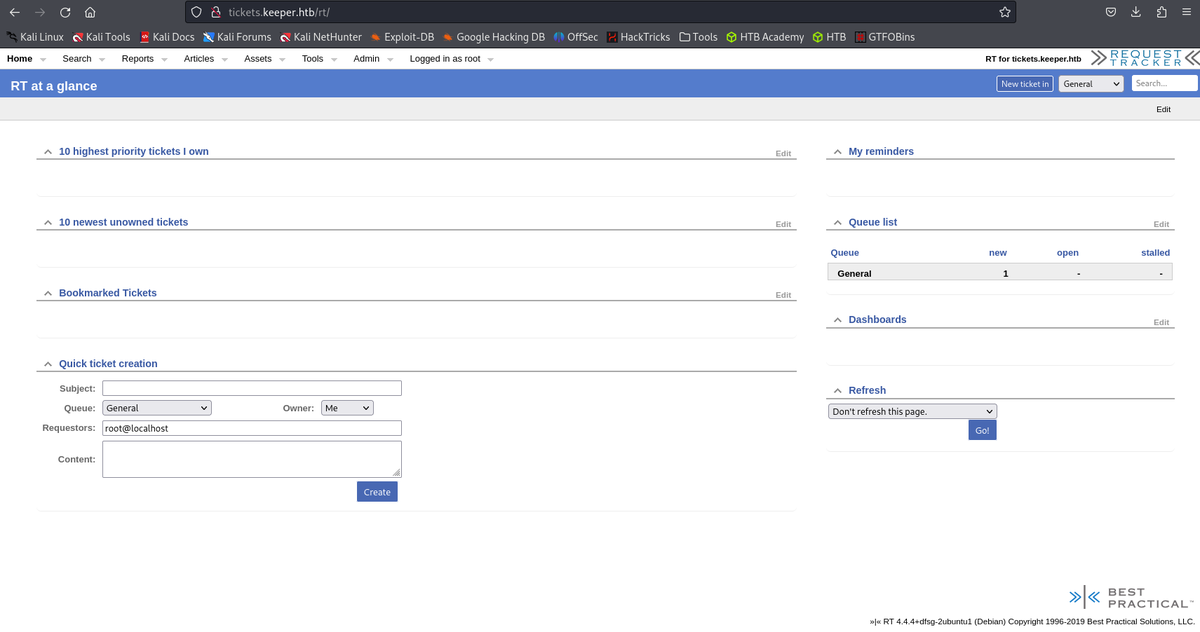 tickets.keeper.htb/rt/
Kali Linux Kali Tools Kali Docs Kali Forums Kali NetHunter Exploit-DB Google Hacking DB OffSec HackTricks Tools HTB Academy HTB GTFOBins
Home Search Reports Articles Assets Tools Admin Logged in as root RT for tickets.keeper.htb REQUEST TRACKER
RT at a glance New ticket in General Search...
Edit
10 highest priority tickets I own Edit
My reminders
10 newest unowned tickets Edit
Queue list Edit
Queue new open stalled
General 1 - -
Bookmarked Tickets Edit
Dashboards Edit
Quick ticket creation
Subject:
Queue: General Owner: Me
Requestors: root@localhost
Content:
Create
Refresh
Don't refresh this page.
Go!
BEST PRACTICAL™
»|« RT 4.4.4+dfsg-2ubuntu1 (Debian) Copyright 1996-2019 Best Practical Solutions, LLC.